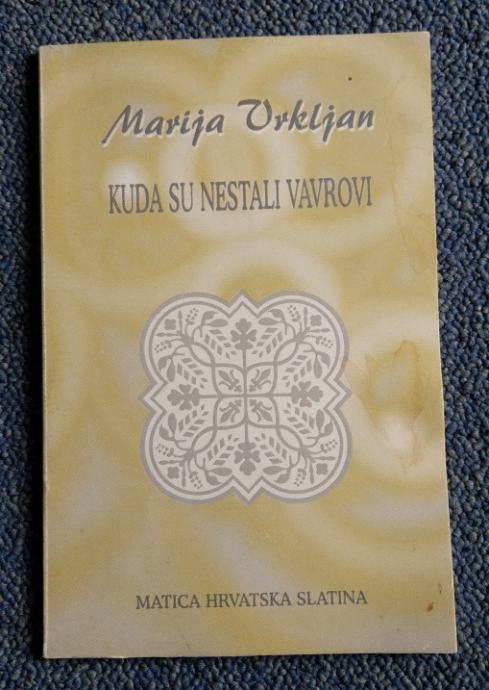 Marija Vrkljan
KUDA SU NESTALI VAVROVI
MATICA HRVATSKA SLATINA